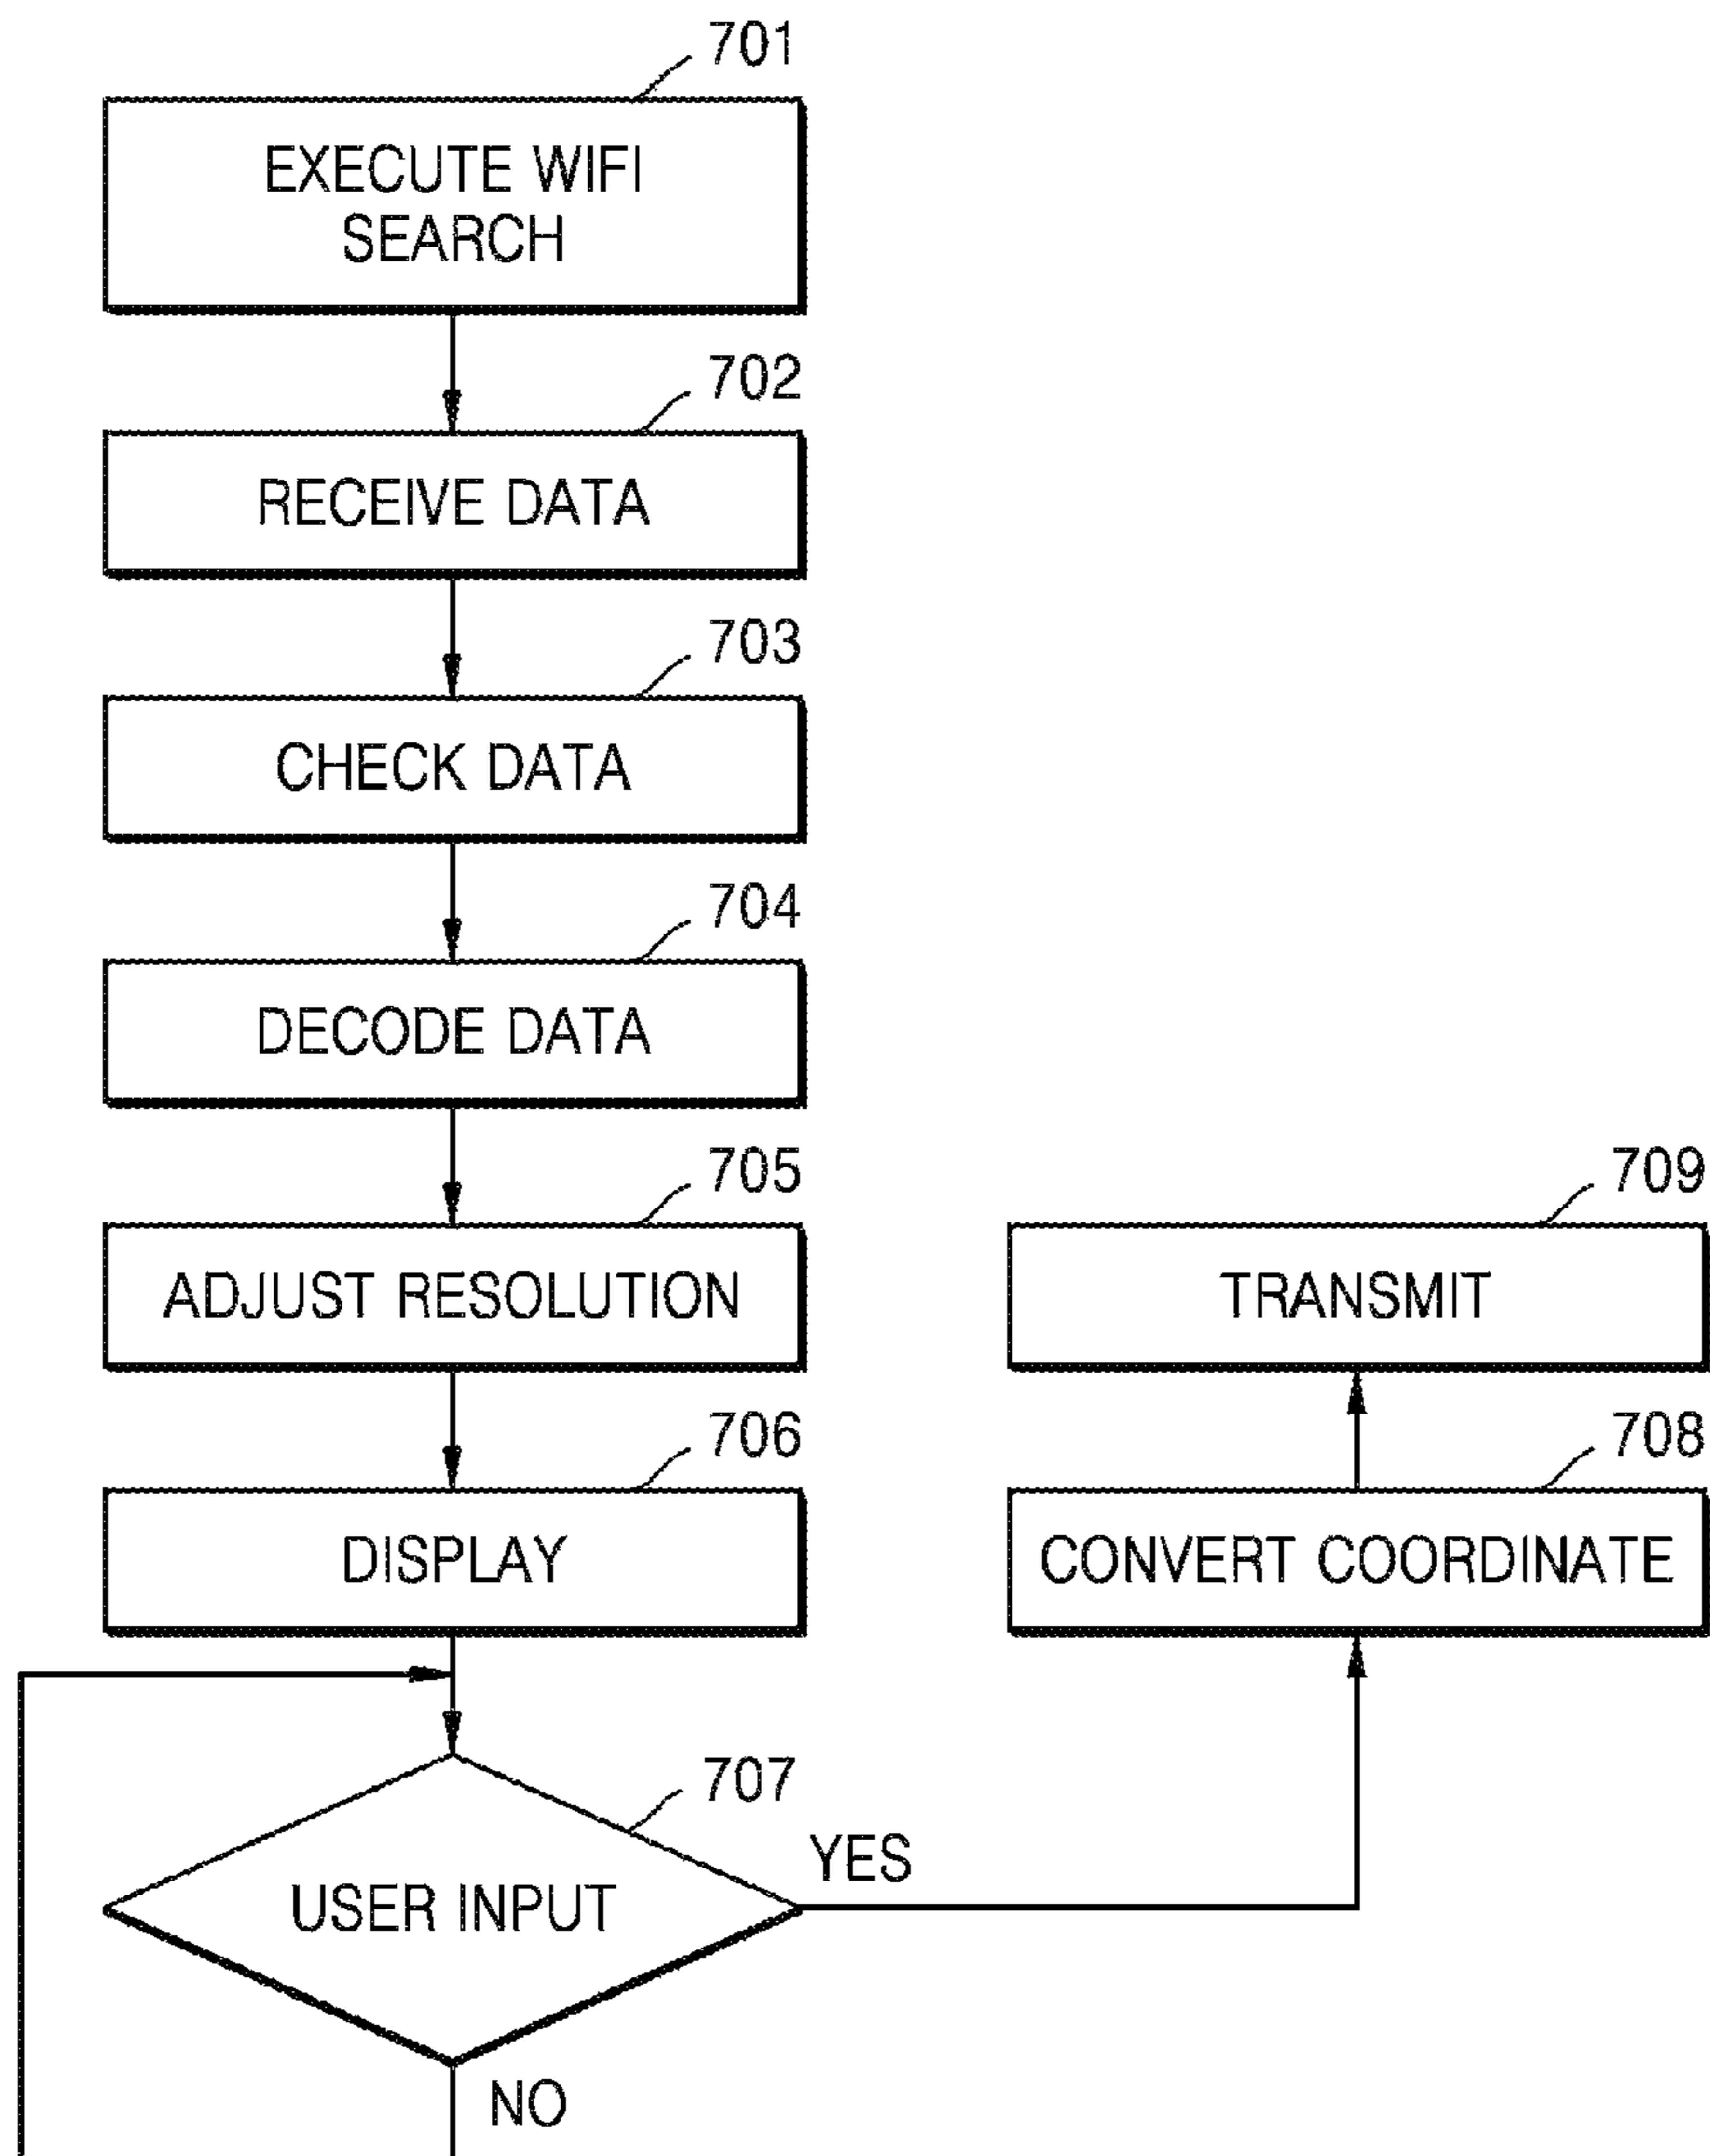 701
EXECUTE WIFI
SEARCH
702
RECEIVE DATA
703
CHECK DATA
704
DECODE DATA
705
ADJUST RESOLUTION
706
DISPLAY
707
USER INPUT
YES
NO
708
CONVERT COORDINATE
709
TRANSMIT